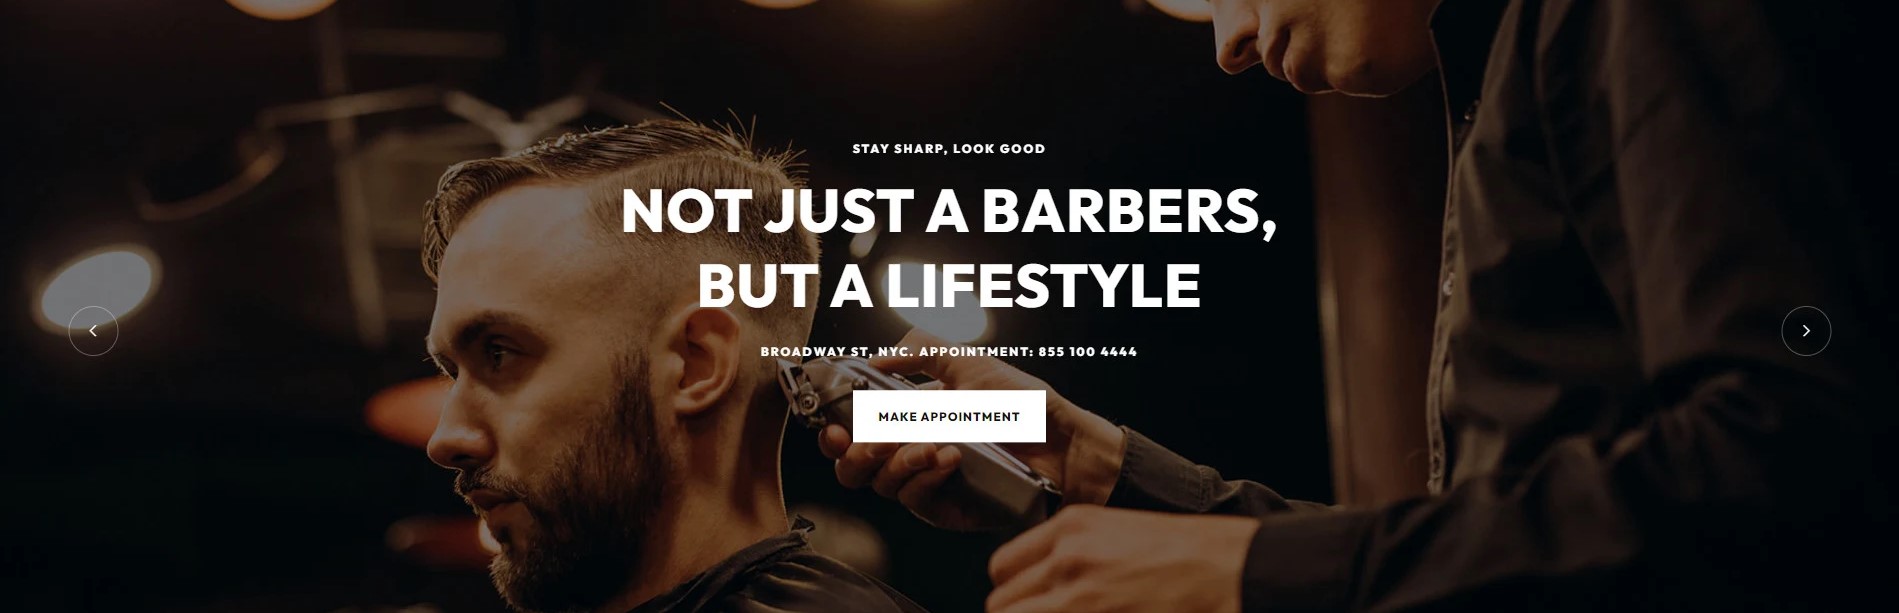 STAY SHARP, LOOK GOOD
NOT JUST A BARBERS,
BUT A LIFESTYLE
BROADWAY ST, NYC. APPOINTMENT: 855 100 4444
MAKE APPOINTMENT